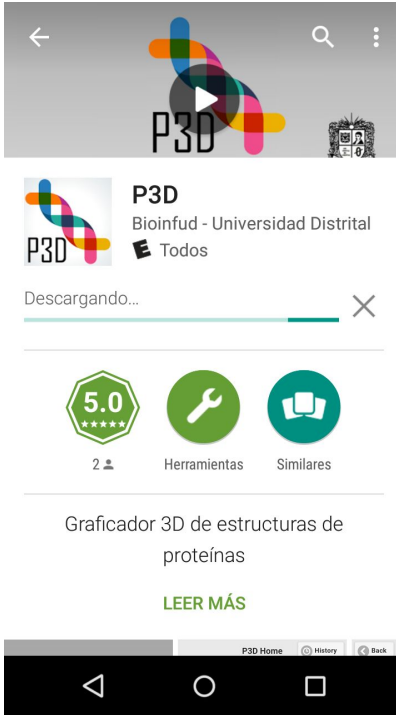 P3D
P3D
P3D
Bioinfud - Universidad Distrital
E Todos
Descargando...
5.0
2
Herramientas
Similares
Graficador 3D de estructuras de
proteínas
LEER MÁS
P3D Home History Back